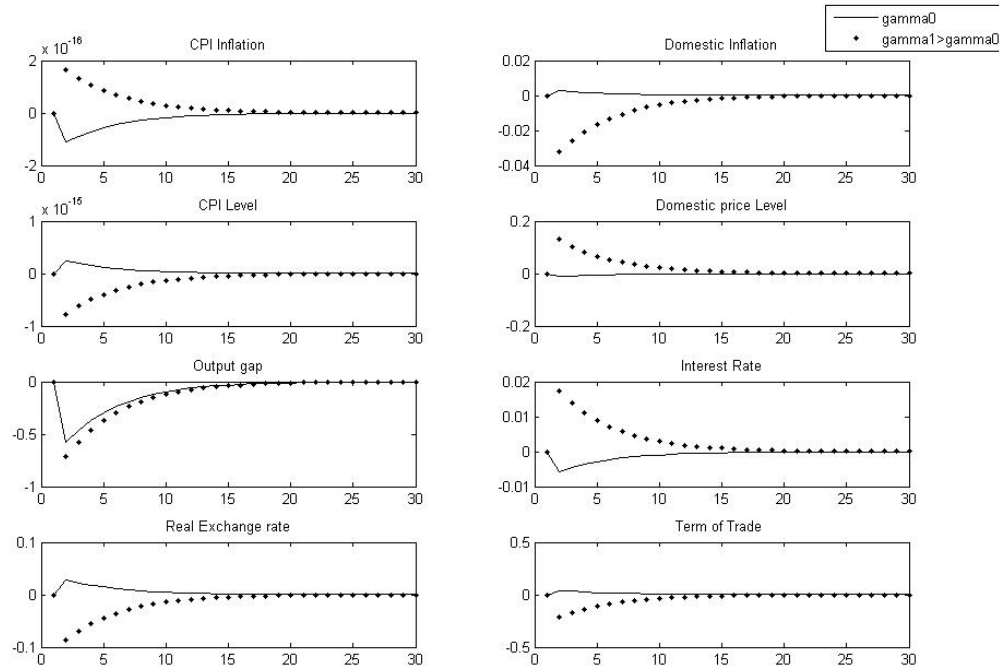 gamma0
gamma1>gamma0
x 10^-16
CPI Inflation
2
0
-2
0 5 10 15 20 25 30
Domestic Inflation
0.02
0
-0.02
-0.04
0 5 10 15 20 25 30
x 10^-15
CPI Level
1
0
-1
0 5 10 15 20 25 30
Domestic price Level
0.2
0
-0.2
0 5 10 15 20 25 30
Output gap
0
-0.5
-1
0 5 10 15 20 25 30
Interest Rate
0.02
0.01
0
-0.01
0 5 10 15 20 25 30
Real Exchange rate
0.1
0
-0.1
0 5 10 15 20 25 30
Term of Trade
0.5
0
-0.5
0 5 10 15 20 25 30